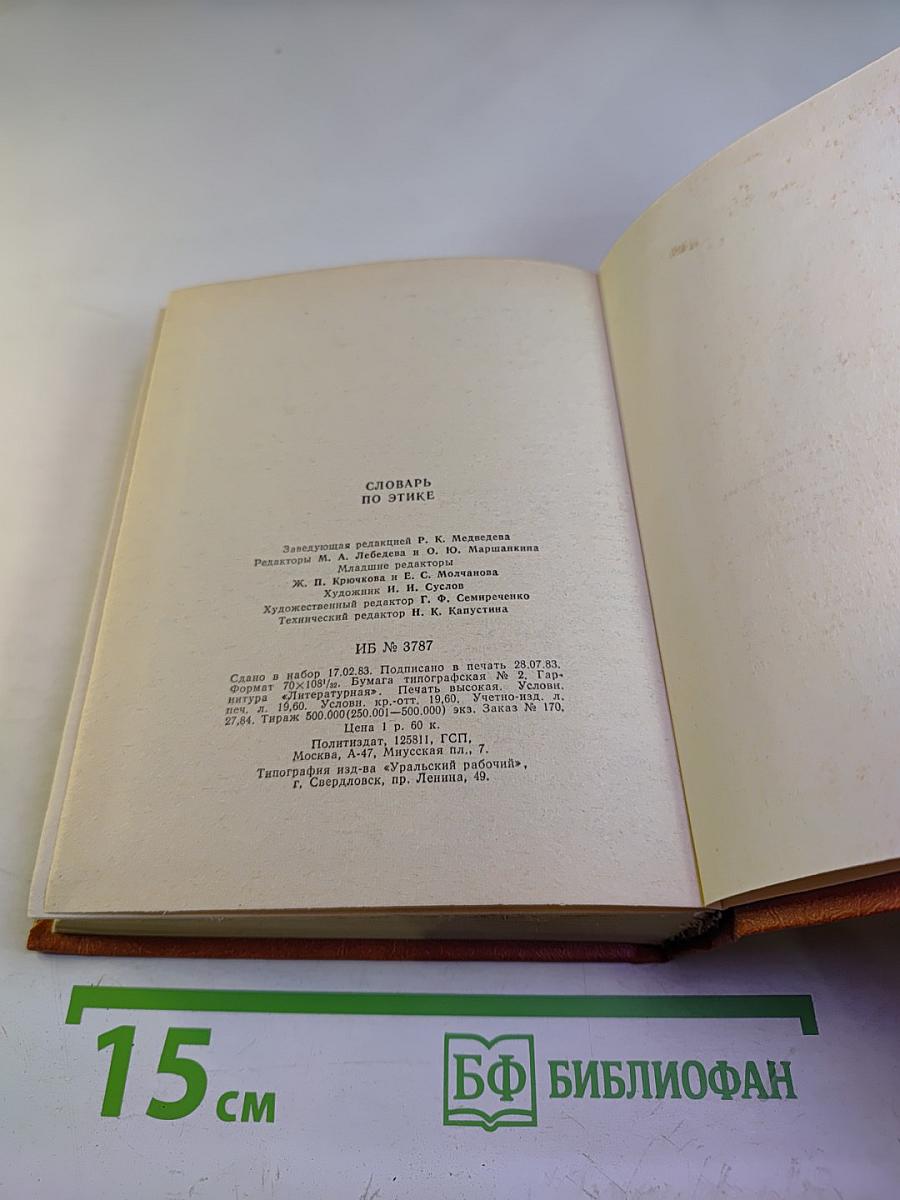 СЛОВАРЬ
ПО ЭТИКЕ
Заведующая редакцией Р. К. Медведева
Редакторы М. А. Лебедева и О. Ю. Маршанкина
Младшие редакторы
Ж. П. Крючкова и Е. С. Молчанова
Художник И. И. Суслов
Художественный редактор Г. Ф. Семиреченко
Технический редактор Н. К. Капустина
ИБ № 3787
Сдано в набор 17.02.83. Подписано в печать 28.07.83.
Формат 70×108¹/₃₂. Бумага типографская № 2. Гар-
нитура «Литературная». Печать высокая. Условн.
печ. л. 19,60. Условн. кр.-отт. 19,60. Учетно-изд. л.
27,84. Тираж 500.000(250.001—500.000) экз. Заказ № 170.
Цена 1 р. 60 к.
Политиздат, 125811, ГСП,
Москва, А-47, Миусская пл., 7.
Типография изд-ва «Уральский рабочий»,
г. Свердловск, пр. Ленина, 49.
15 см
БФ БИБЛИОФАН